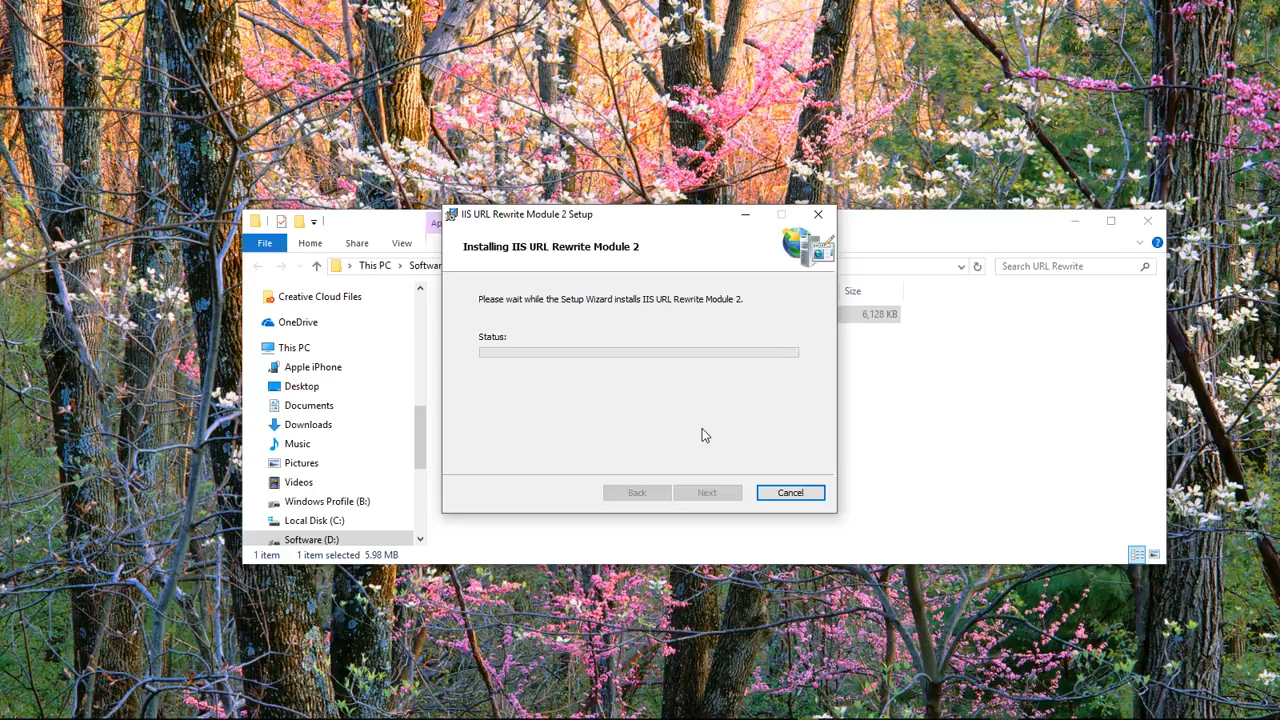 IIS URL Rewrite Module 2 Setup
Installing IIS URL Rewrite Module 2
Please wait while the Setup Wizard installs IIS URL Rewrite Module 2.
Status:
Back
Next
Cancel
File
Home
Share
View
This PC
Search URL Rewrite
Creative Cloud Files
OneDrive
This PC
Apple iPhone
Desktop
Documents
Downloads
Music
Pictures
Videos
Windows Profile (B:)
Local Disk (C:)
Software (D:)
Size
6,128 KB
1 item
1 item selected 5.98 MB